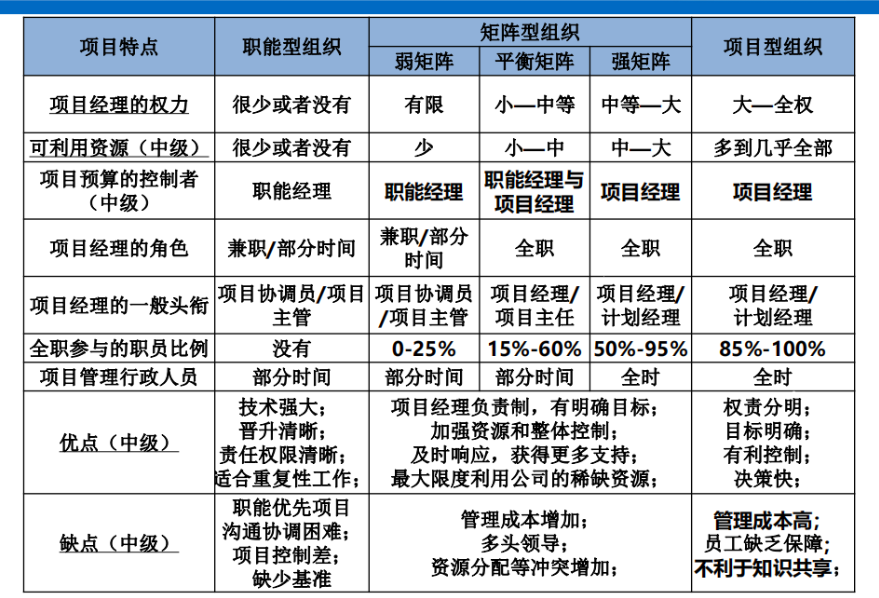 项目特点 职能型组织 矩阵型组织 项目型组织
弱矩阵 平衡矩阵 强矩阵
项目经理的权力 很少或者没有 有限 小—中等 中等—大 大—全权
可利用资源（中级） 很少或者没有 少 小—中 中—大 多到几乎全部
项目预算的控制者
（中级）
职能经理
职能经理
职能经理与
项目经理
项目经理
项目经理
项目经理的角色
兼职/部分时间
兼职/部分
时间
全职
全职
全职
项目经理的一般头衔
项目协调员/项目
主管
项目协调员
/项目主管
项目经理/
项目主任
项目经理/
计划经理
项目经理/
计划经理
全职参与的职员比例 没有 0-25% 15%-60% 50%-95% 85%-100%
项目管理行政人员 部分时间 部分时间 部分时间 全时 全时
优点（中级）
技术强大；
晋升清晰；
责任权限清晰；
适合重复性工作；
项目经理负责制，有明确目标；
加强资源和整体控制；
及时响应，获得更多支持；
最大限度利用公司的稀缺资源；
权责分明；
目标明确；
有利控制；
决策快；
缺点（中级）
职能优先项目
沟通协调困难；
项目控制差；
缺少基准
管理成本增加；
多头领导；
资源分配等冲突增加；
管理成本高；
员工缺乏保障；
不利于知识共享；